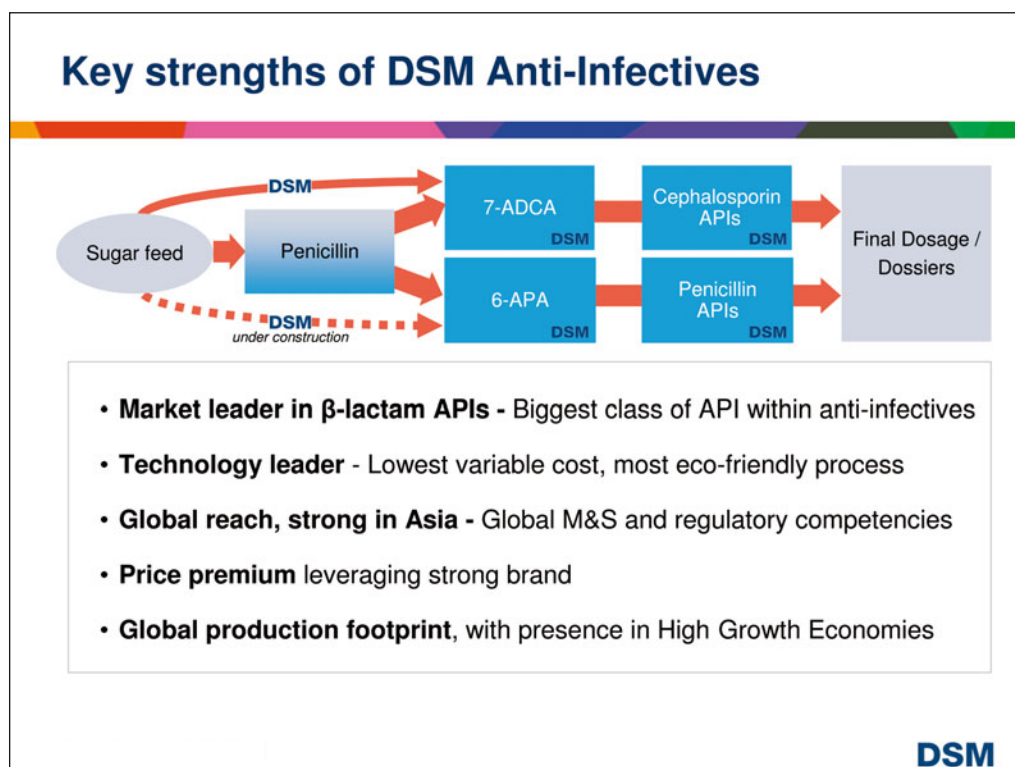 Key strengths of DSM Anti-Infectives
DSM
Sugar feed
Penicillin
DSM
under construction
7-ADCA
DSM
Cephalosporin
APIs
DSM
6-APA
DSM
Penicillin
APIs
DSM
Final Dosage /
Dossiers
• Market leader in β-lactam APIs - Biggest class of API within anti-infectives
• Technology leader - Lowest variable cost, most eco-friendly process
• Global reach, strong in Asia - Global M&S and regulatory competencies
• Price premium leveraging strong brand
• Global production footprint, with presence in High Growth Economies
DSM